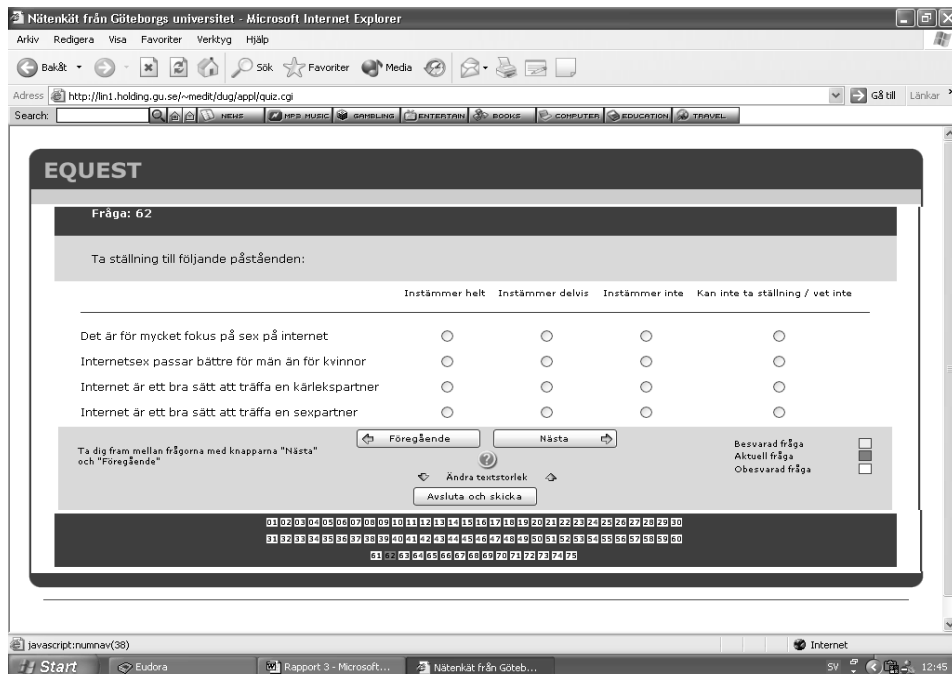 Nätenkät från Göteborgs universitet - Microsoft Internet Explorer
Arkiv Redigera Visa Favoriter Verktyg Hjälp
Bakåt Sök Favoriter Media
Adress http://lin1.holding.gu.se/~medit/dug/appl/quiz.cgi Gå till Länkar »
Search: NEWS MP3 MUSIC GAMBLING ENTERTAIN BOOKS COMPUTER EDUCATION TRAVEL
EQUEST
Fråga: 62
Ta ställning till följande påståenden:
Instämmer helt Instämmer delvis Instämmer inte Kan inte ta ställning / vet inte
Det är för mycket fokus på sex på internet
Internetsex passar bättre för män än för kvinnor
Internet är ett bra sätt att träffa en kärlekspartner
Internet är ett bra sätt att träffa en sexpartner
Föregående Nästa
Ta dig fram mellan frågorna med knapparna "Nästa"
och "Föregående"
Besvarad fråga
Aktuell fråga
Obesvarad fråga
?
Ändra textstorlek
Avsluta och skicka
01 02 03 04 05 06 07 08 09 10 11 12 13 14 15 16 17 18 19 20 21 22 23 24 25 26 27 28 29 30
31 32 33 34 35 36 37 38 39 40 41 42 43 44 45 46 47 48 49 50 51 52 53 54 55 56 57 58 59 60
61 62 63 64 65 66 67 68 69 70 71 72 73 74 75
javascript:numnav(38) Internet
Start Eudora Rapport 3 - Microsoft... Nätenkät från Göteb... SV 12:45